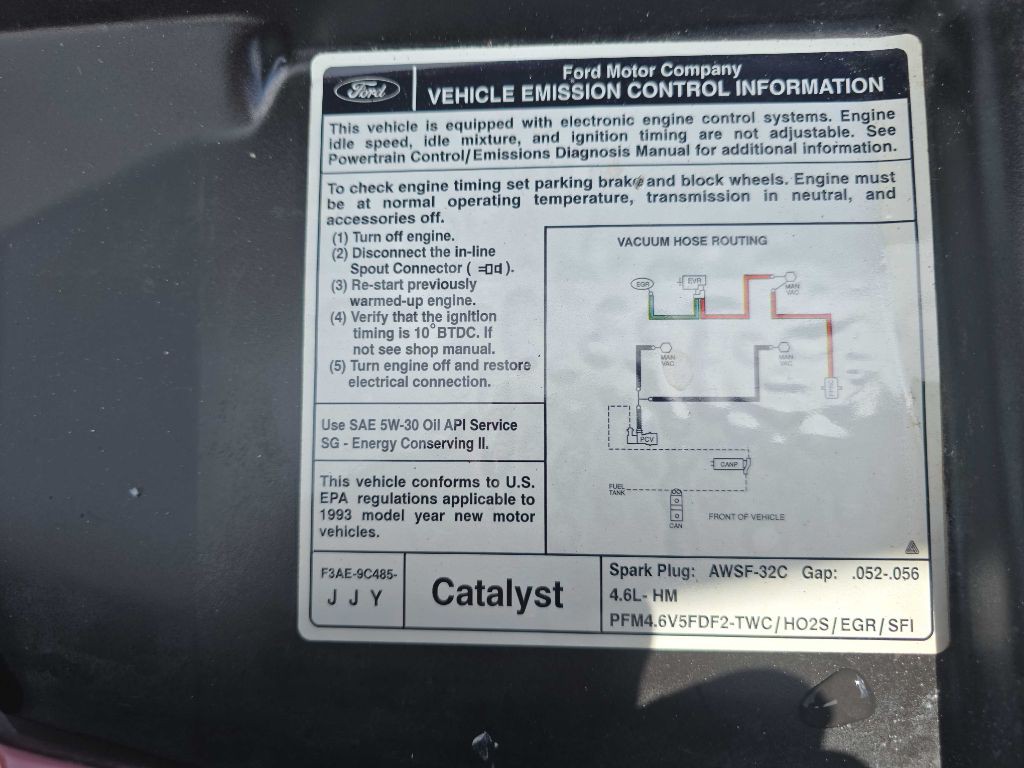 Ford
Ford Motor Company
VEHICLE EMISSION CONTROL INFORMATION
This vehicle is equipped with electronic engine control systems. Engine
idle speed, idle mixture, and ignition timing are not adjustable. See
Powertrain Control/Emissions Diagnosis Manual for additional information.
To check engine timing set parking brake and block wheels. Engine must
be at normal operating temperature, transmission in neutral, and
accessories off.
(1) Turn off engine.
(2) Disconnect the in-line
Spout Connector ( ).
(3) Re-start previously
warmed-up engine.
(4) Verify that the ignition
timing is 10° BTDC. If
not see shop manual.
(5) Turn engine off and restore
electrical connection.
VACUUM HOSE ROUTING
EGR
EVR
MAN
VAC
MAN
VAC
MAN
VAC
PCV
CANP
FUEL
TANK
CAN
FRONT OF VEHICLE
Use SAE 5W-30 Oil API Service
SG - Energy Conserving II.
This vehicle conforms to U.S.
EPA regulations applicable to
1993 model year new motor
vehicles.
F3AE-9C485-
J J Y
Catalyst
Spark Plug: AWSF-32C Gap: .052-.056
4.6L- HM
PFM4.6V5FDF2-TWC/HO2S/EGR/SFI